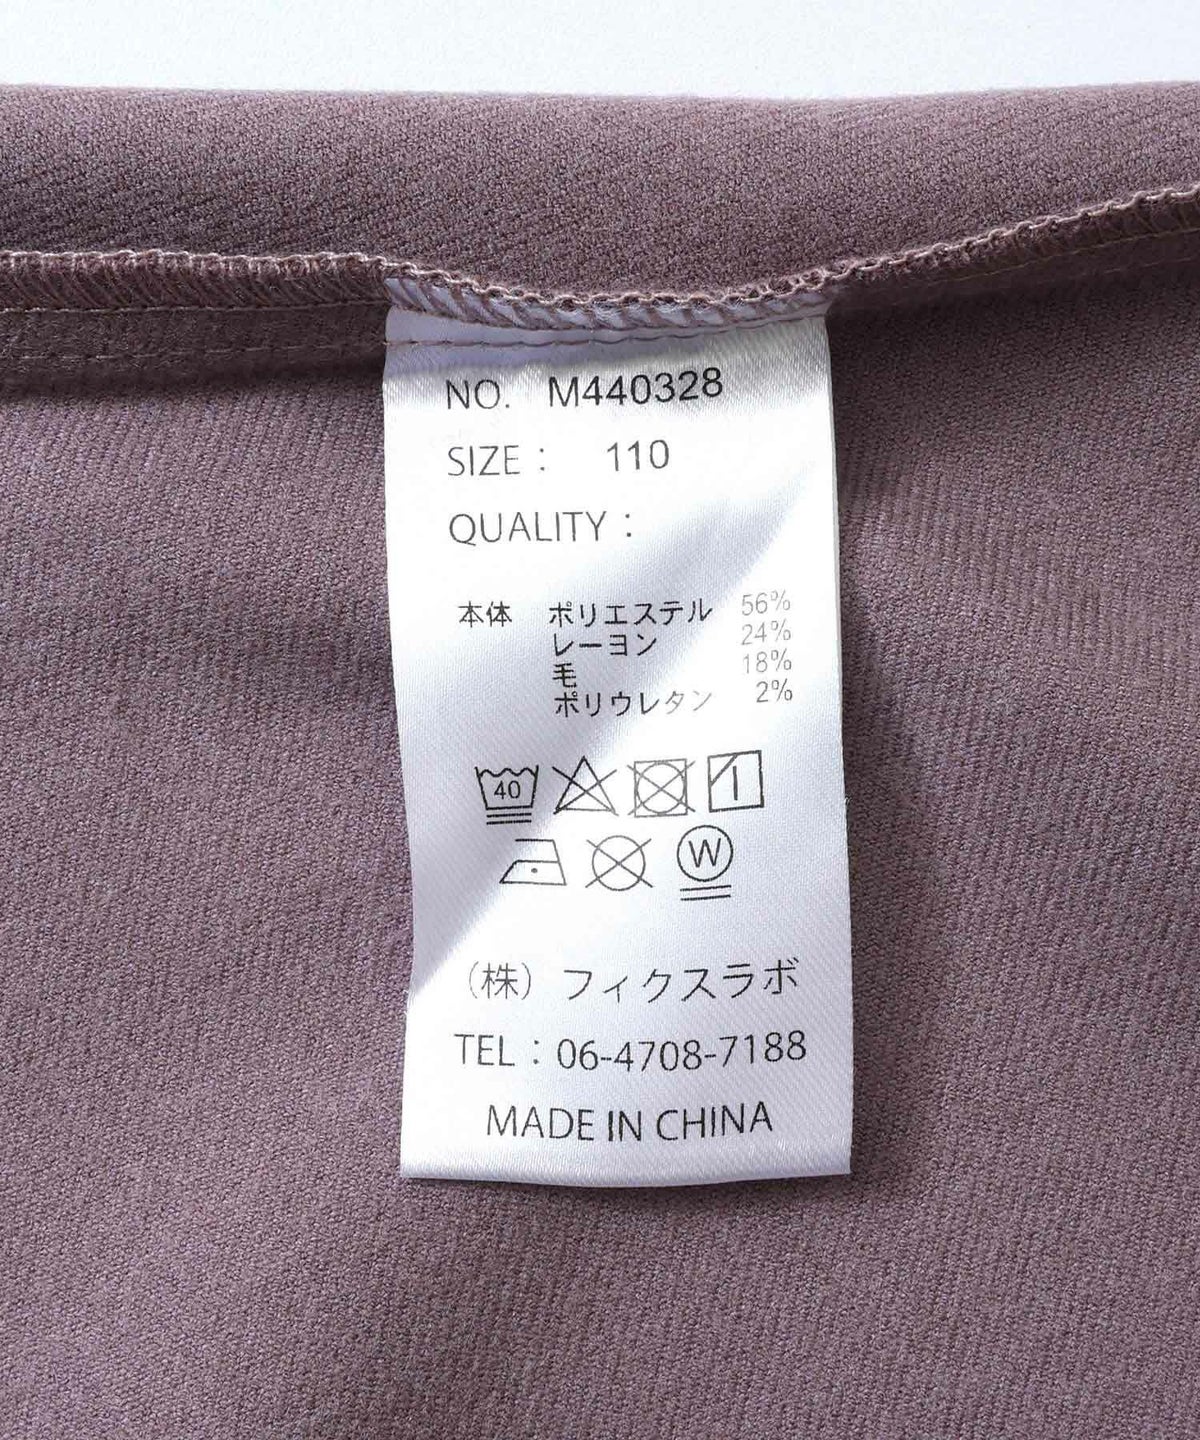 NO. M440328
SIZE : 110
QUALITY :
本体 ポリエステル 56%
レーヨン 24%
毛 18%
ポリウレタン 2%
40
W
（株）フィクスラボ
TEL : 06-4708-7188
MADE IN CHINA